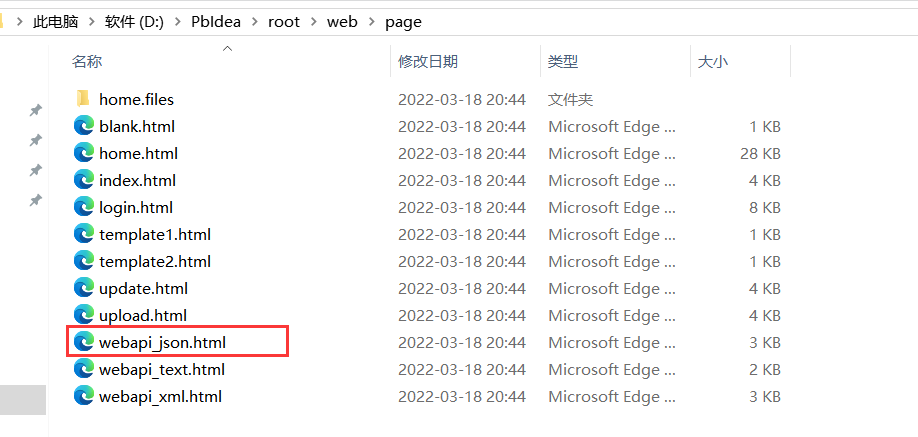 此电脑 > 软件 (D:) > PbIdea > root > web > page
名称 修改日期 类型 大小
home.files 2022-03-18 20:44 文件夹
blank.html 2022-03-18 20:44 Microsoft Edge ... 1 KB
home.html 2022-03-18 20:44 Microsoft Edge ... 28 KB
index.html 2022-03-18 20:44 Microsoft Edge ... 4 KB
login.html 2022-03-18 20:44 Microsoft Edge ... 8 KB
template1.html 2022-03-18 20:44 Microsoft Edge ... 1 KB
template2.html 2022-03-18 20:44 Microsoft Edge ... 1 KB
update.html 2022-03-18 20:44 Microsoft Edge ... 4 KB
upload.html 2022-03-18 20:44 Microsoft Edge ... 4 KB
webapi_json.html 2022-03-18 20:44 Microsoft Edge ... 3 KB
webapi_text.html 2022-03-18 20:44 Microsoft Edge ... 2 KB
webapi_xml.html 2022-03-18 20:44 Microsoft Edge ... 3 KB